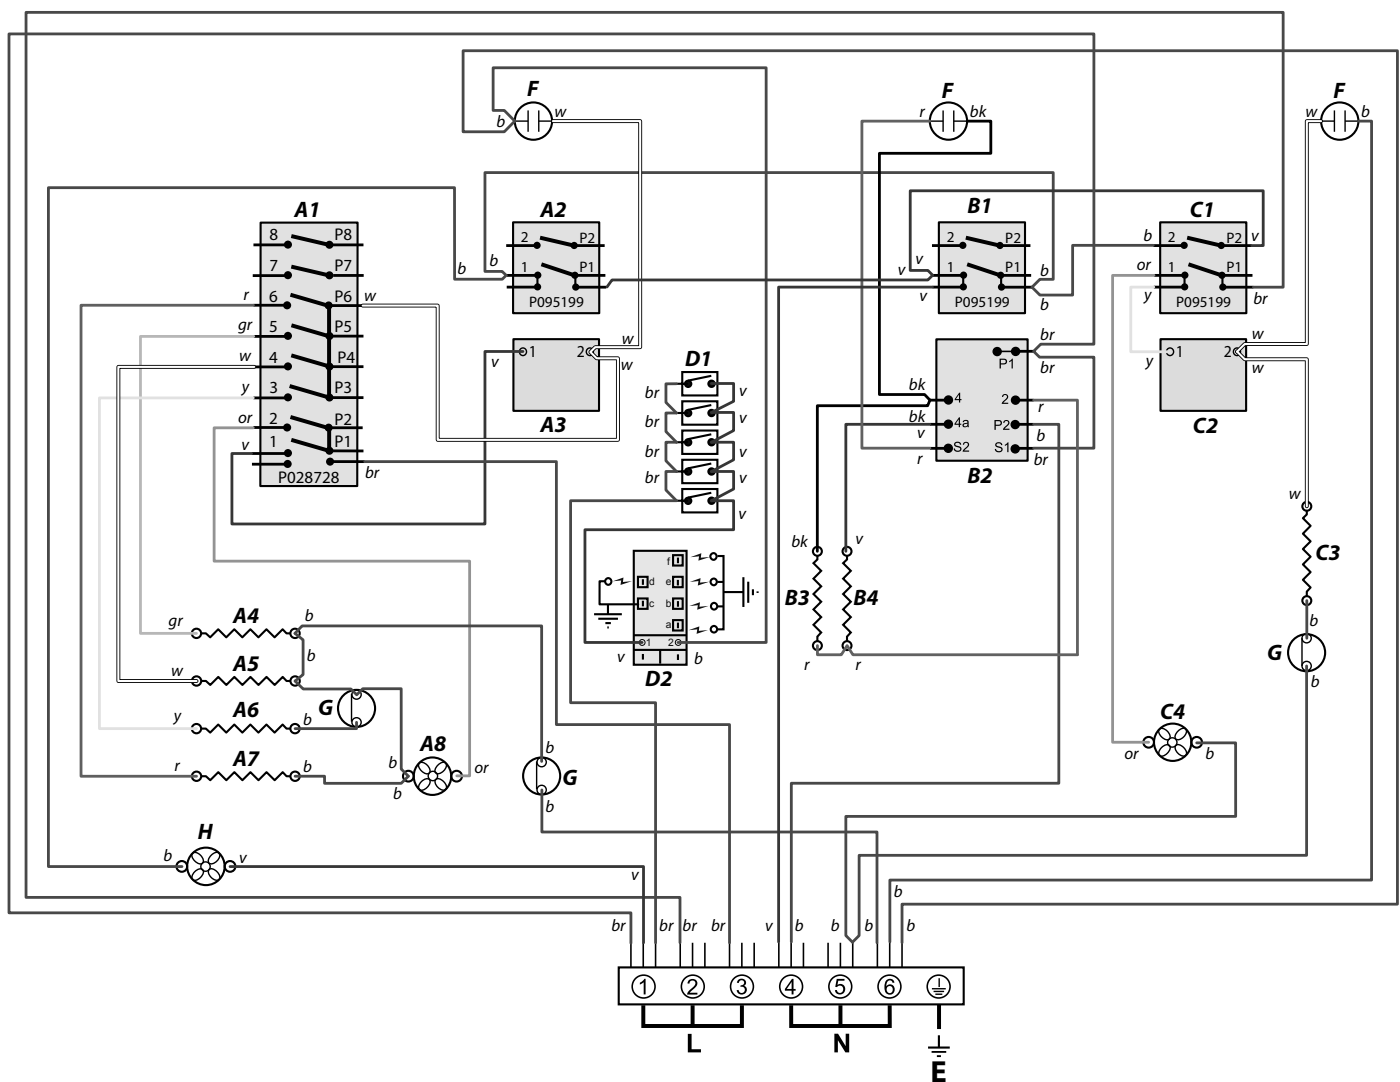 F
F
F
b
w
r
bk
w
b
A1
A2
B1
C1
8
P8
7
P7
6
P6
5
P5
4
P4
3
P3
2
P2
1
P1
P028728
r
gr
w
y
or
v
w
br
2
P2
1
P1
P095199
b
b
2
P2
1
P1
P095199
v
v
v
b
b
2
P2
1
P1
P095199
b
or
y
v
br
1
2
v
w
w
A3
D1
br
v
br
v
br
v
br
v
v
P1
4
2
4a
P2
S2
S1
bk
bk
v
r
br
br
r
b
br
B2
1
2
y
w
w
C2
w
C3
b
G
b
bk
v
B3
B4
r
r
f
d
e
c
b
a
1
2
v
b
D2
gr
A4
b
b
w
A5
G
y
A6
b
r
A7
b
b
b
A8
or
b
G
b
C4
or
b
H
b
v
v
br
br
br
br
v
b
b
b
b
b
1
2
3
4
5
6
L
N
E